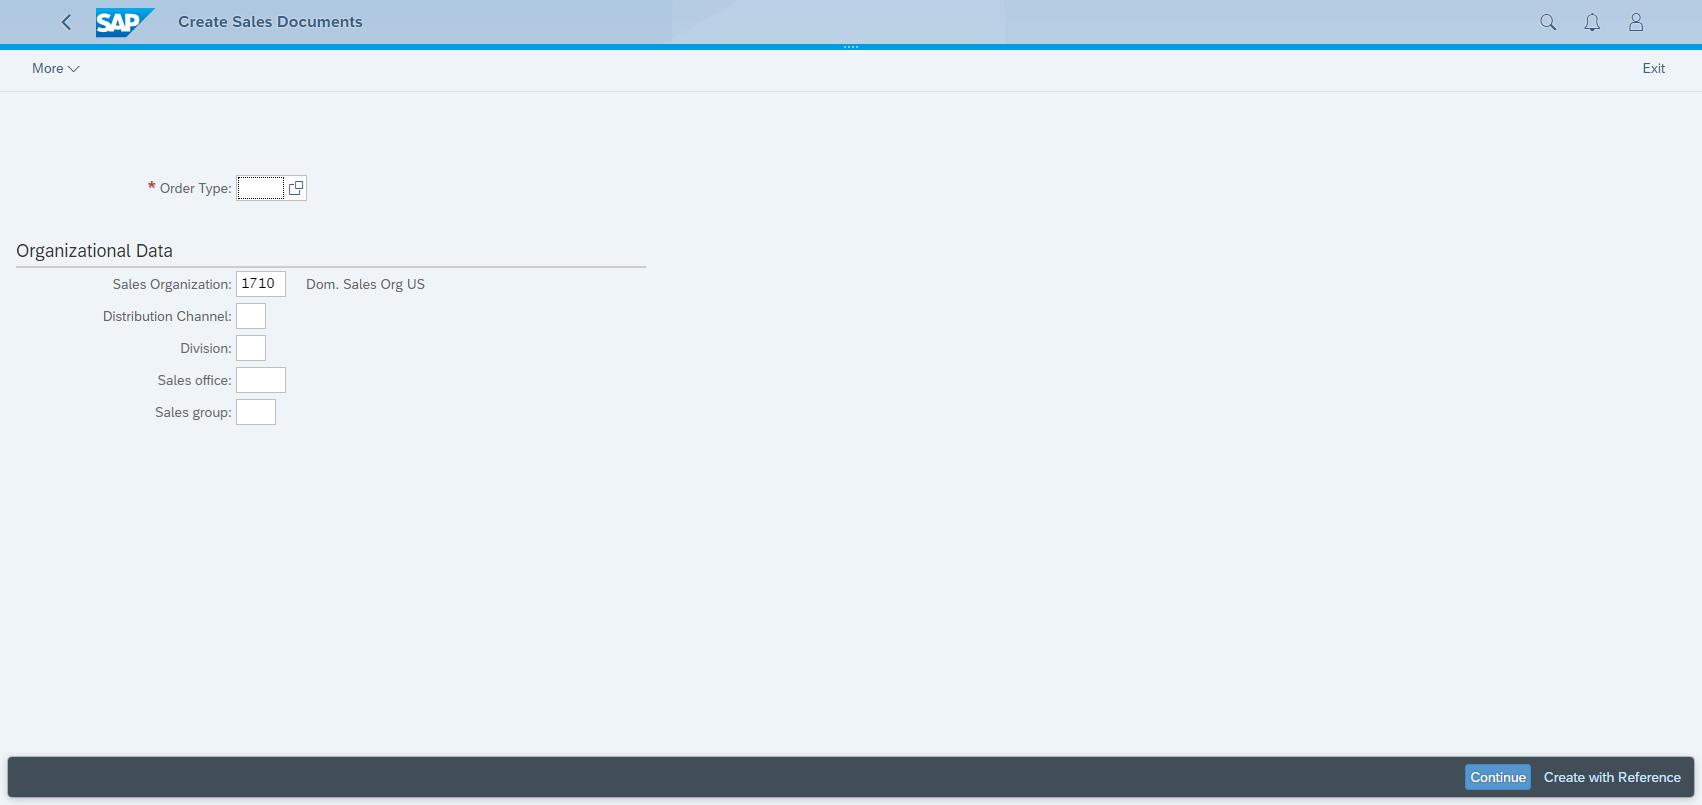 SAP Create Sales Documents
More Exit
* Order Type:
Organizational Data
Sales Organization: 1710 Dom. Sales Org US
Distribution Channel:
Division:
Sales office:
Sales group:
Continue Create with Reference